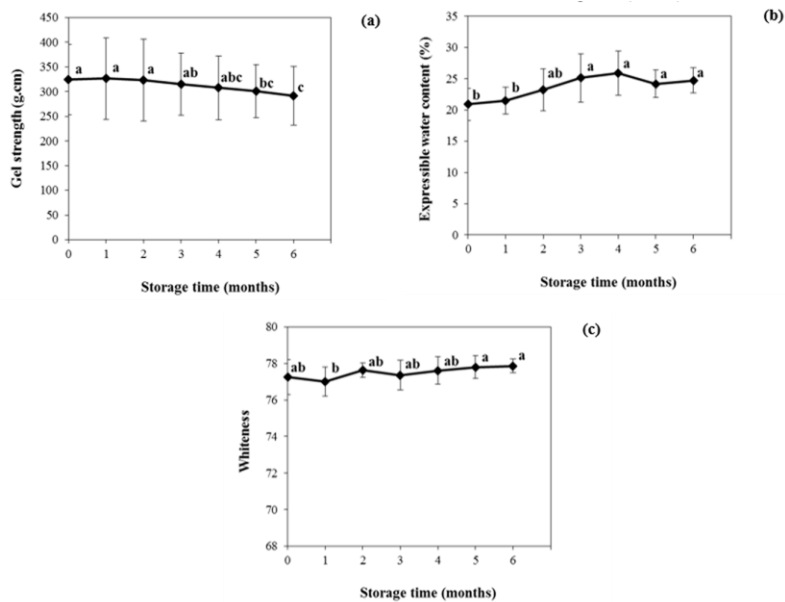 (a)
Gel strength (g.cm)
450
400
350
300
250
200
150
100
50
0
a a a ab abc bc c
0 1 2 3 4 5 6
Storage time (months)
(b)
Expressible water content (%)
35
30
25
20
15
10
5
0
b b ab a a a a
0 1 2 3 4 5 6
Storage time (months)
(c)
Whiteness
80
78
76
74
72
70
68
ab b ab ab ab a a
0 1 2 3 4 5 6
Storage time (months)